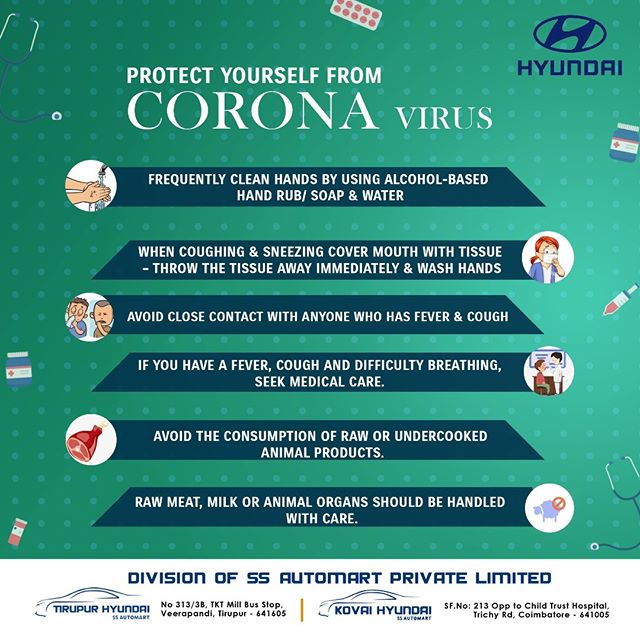 HYUNDAI
PROTECT YOURSELF FROM
CORONA VIRUS
FREQUENTLY CLEAN HANDS BY USING ALCOHOL-BASED
HAND RUB/ SOAP & WATER
WHEN COUGHING & SNEEZING COVER MOUTH WITH TISSUE
– THROW THE TISSUE AWAY IMMEDIATELY & WASH HANDS
AVOID CLOSE CONTACT WITH ANYONE WHO HAS FEVER & COUGH
IF YOU HAVE A FEVER, COUGH AND DIFFICULTY BREATHING,
SEEK MEDICAL CARE.
AVOID THE CONSUMPTION OF RAW OR UNDERCOOKED
ANIMAL PRODUCTS.
RAW MEAT, MILK OR ANIMAL ORGANS SHOULD BE HANDLED
WITH CARE.
DIVISION OF SS AUTOMART PRIVATE LIMITED
TIRUPUR HYUNDAI
SS AUTOMART
No 313/3B, TKT Mill Bus Stop,
Veerapandi, Tirupur - 641605
KOVAI HYUNDAI
SS AUTOMART
SF.No: 213 Opp to Child Trust Hospital,
Trichy Rd, Coimbatore - 641005